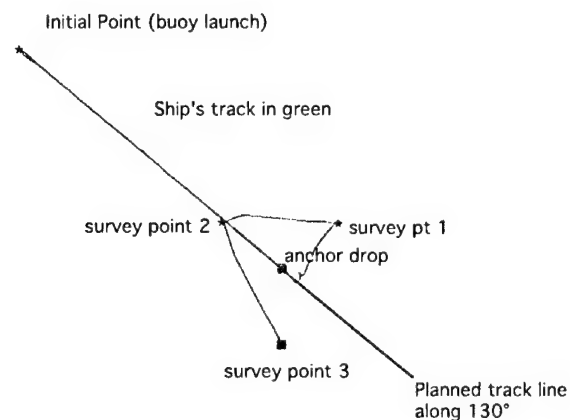 Initial Point (buoy launch)
Ship's track in green
survey point 2
survey pt 1
anchor drop
survey point 3
Planned track line
along 130°